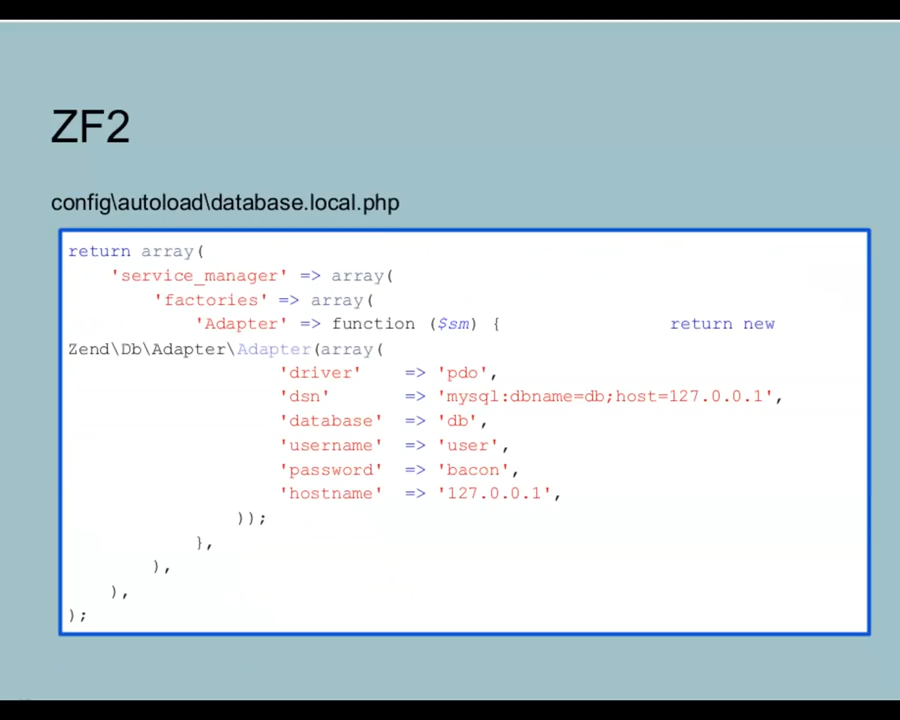 ZF2
config\autoload\database.local.php
return array(
    'service_manager' => array(
        'factories' => array(
            'Adapter' => function ($sm) {                return new
Zend\Db\Adapter\Adapter(array(
                    'driver'    => 'pdo',
                    'dsn'       => 'mysql:dbname=db;host=127.0.0.1',
                    'database'  => 'db',
                    'username'  => 'user',
                    'password'  => 'bacon',
                    'hostname'  => '127.0.0.1',
                ));
            },
        ),
    ),
);